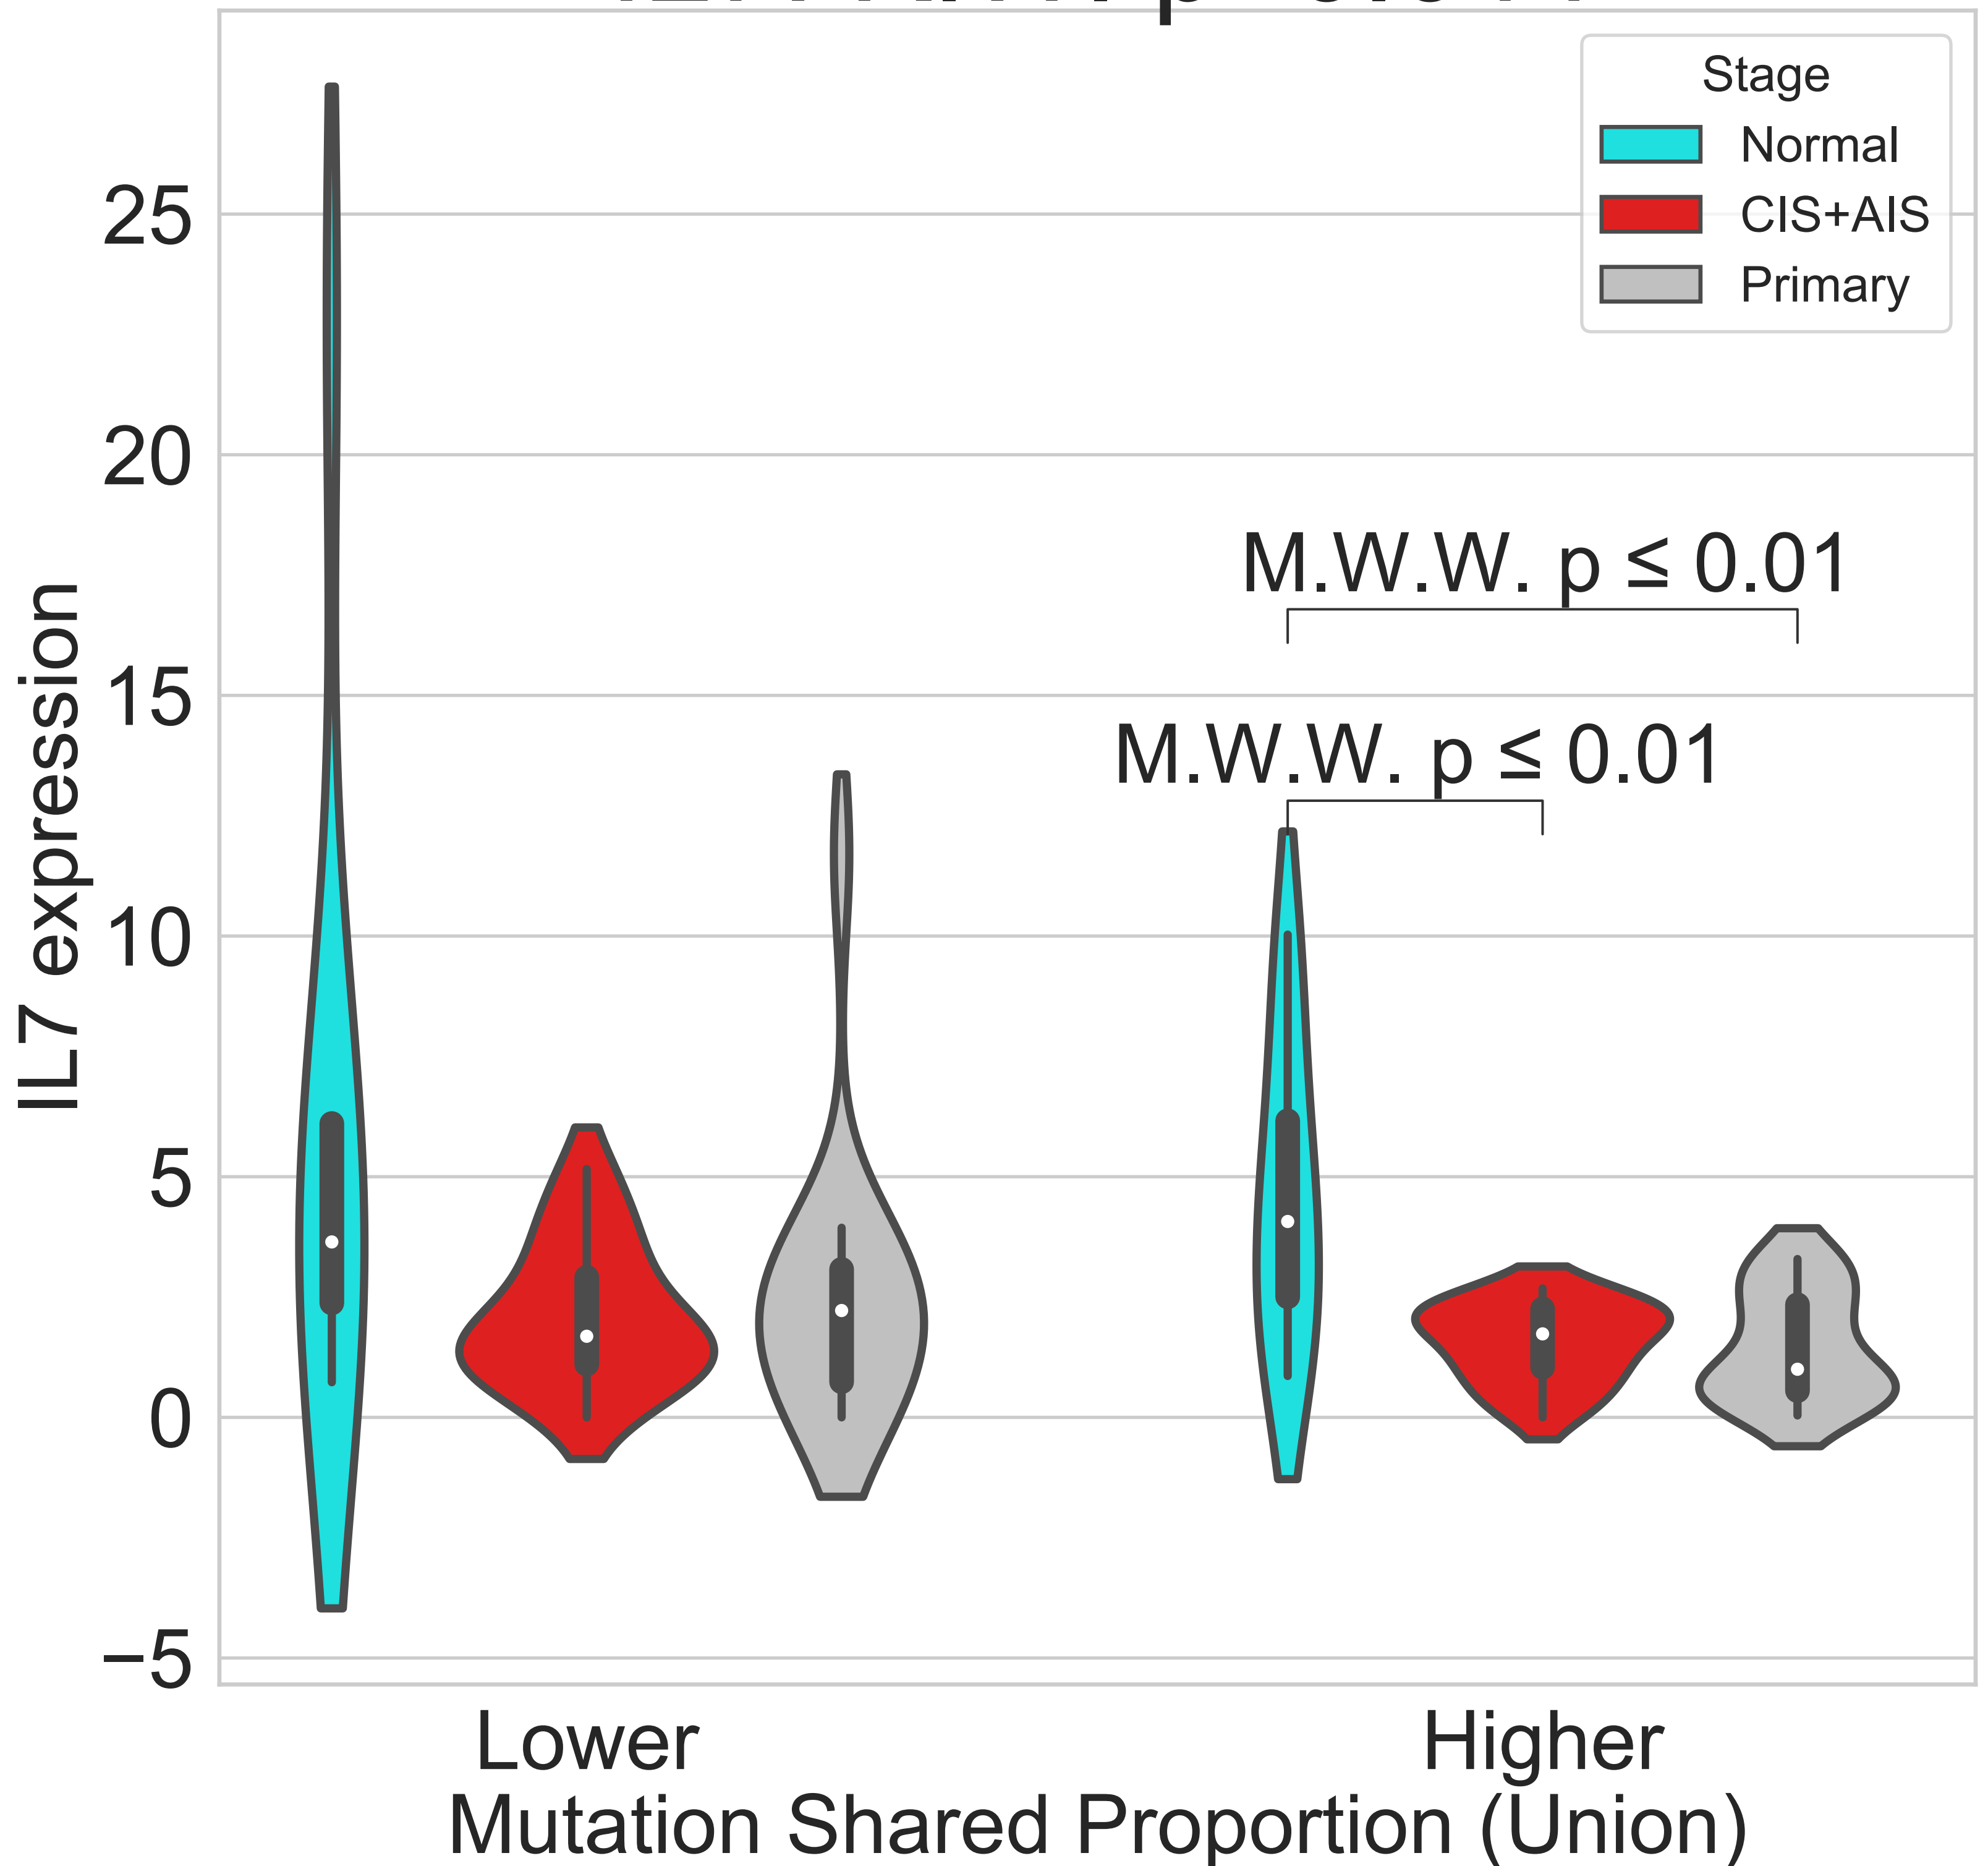 Stage
Normal
CIS+AIS
Primary
25
20
15
10
5
0
−5
IL7 expression
M.W.W. p ≤ 0.01
M.W.W. p ≤ 0.01
Lower
Higher
Mutation Shared Proportion (Union)